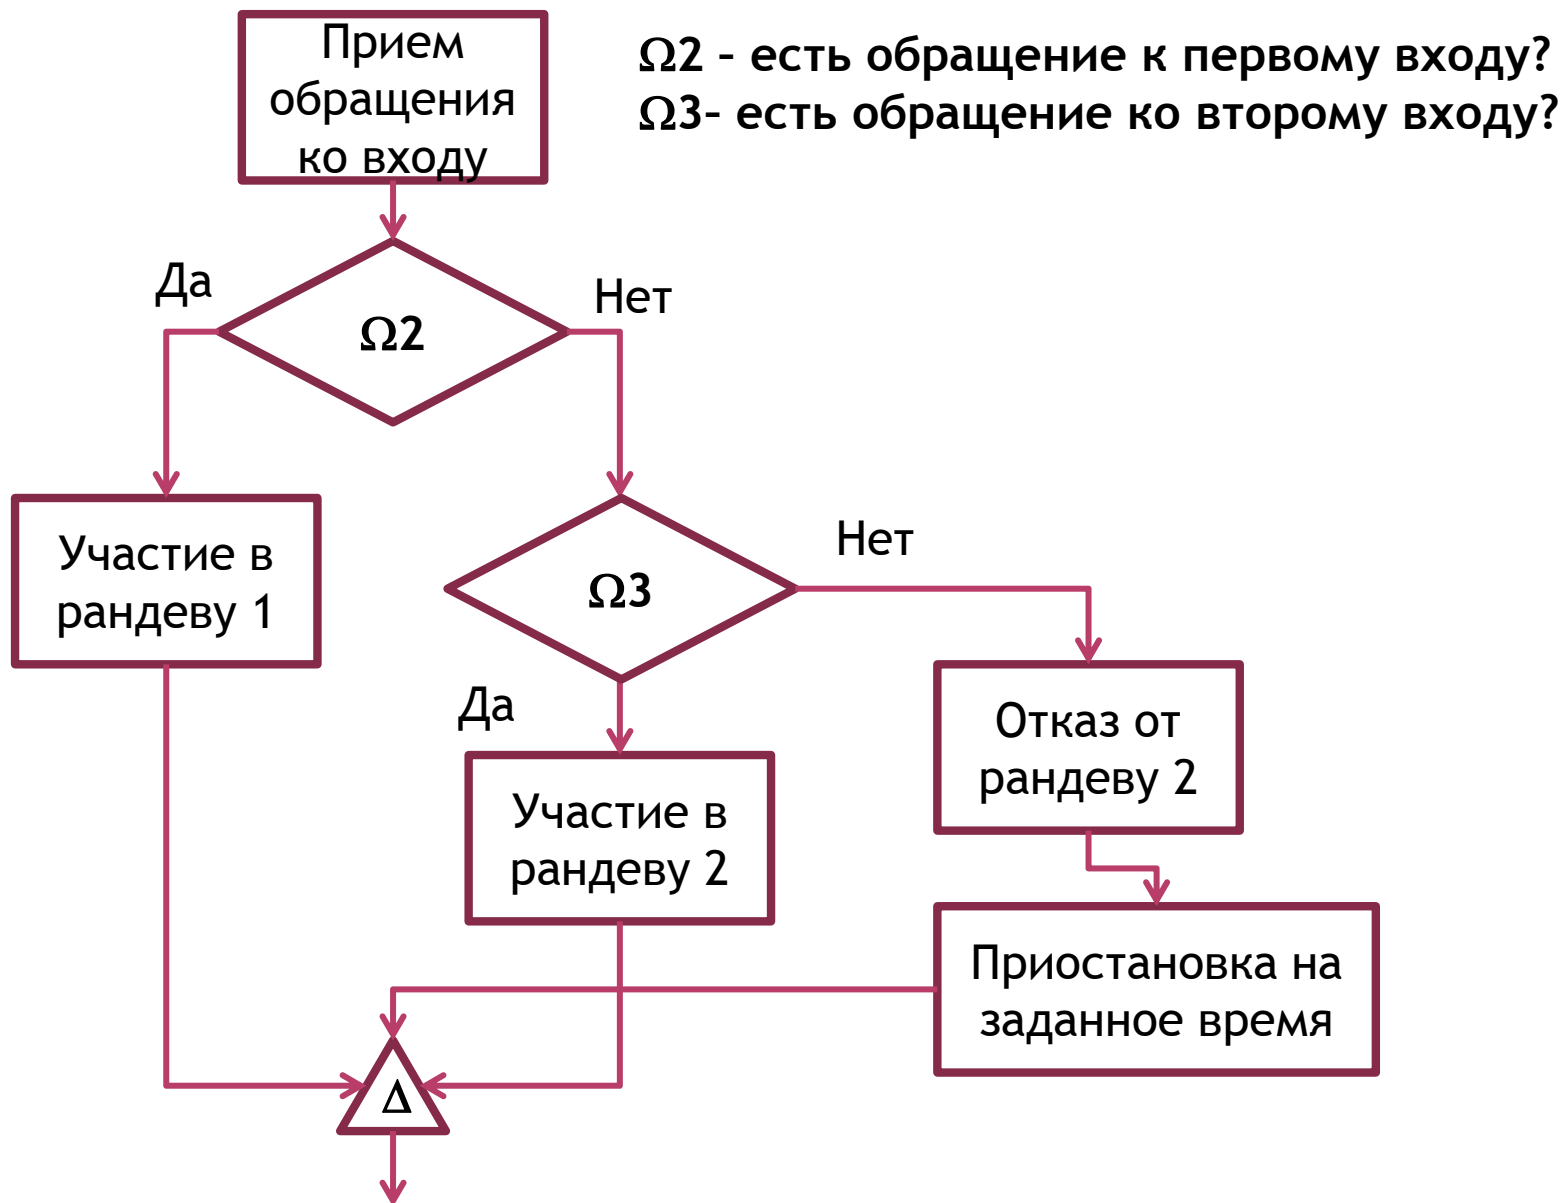 Прием
обращения
ко входу
Ω2 - есть обращение к первому входу?
Ω3- есть обращение ко второму входу?
Да
Нет
Ω2
Участие в
рандеву 1
Нет
Ω3
Да
Отказ от
рандеву 2
Участие в
рандеву 2
Приостановка на
заданное время
Δ